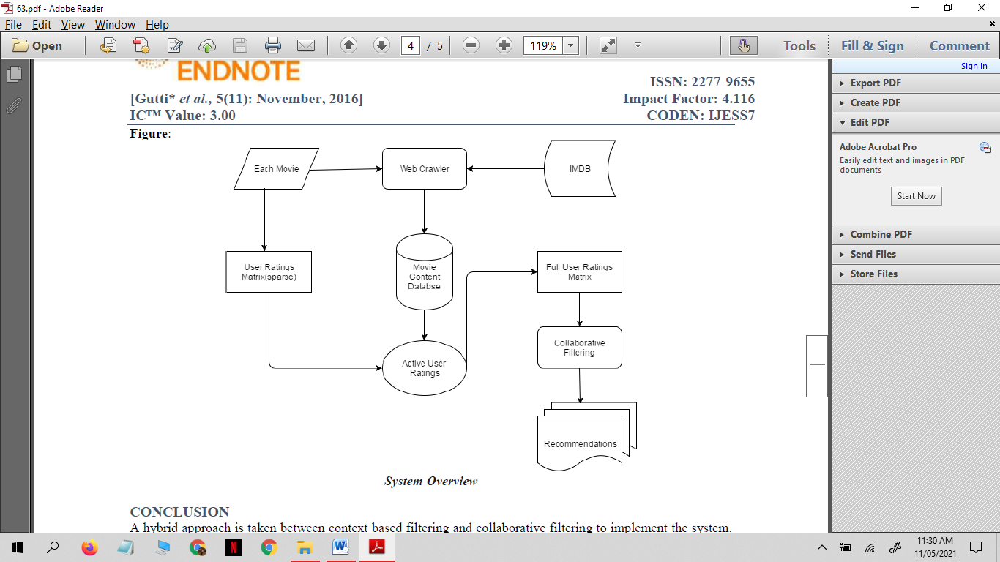 63.pdf - Adobe Reader
File Edit View Window Help
Open 4 / 5 119% Tools Fill & Sign Comment
Sign In
ENDNOTE
ISSN: 2277-9655
[Gutti* et al., 5(11): November, 2016] Impact Factor: 4.116
IC™ Value: 3.00 CODEN: IJESS7
Figure:
Each Movie
Web Crawler
IMDB
User Ratings
Matrix(sparse)
Movie
Content
Databse
Full User Ratings
Matrix
Collaborative
Filtering
Active User
Ratings
Recommendations
System Overview
CONCLUSION
A hybrid approach is taken between context based filtering and collaborative filtering to implement the system.
Export PDF
Create PDF
Edit PDF
Adobe Acrobat Pro
Easily edit text and images in PDF
documents
Start Now
Combine PDF
Send Files
Store Files
11:30 AM
11/05/2021